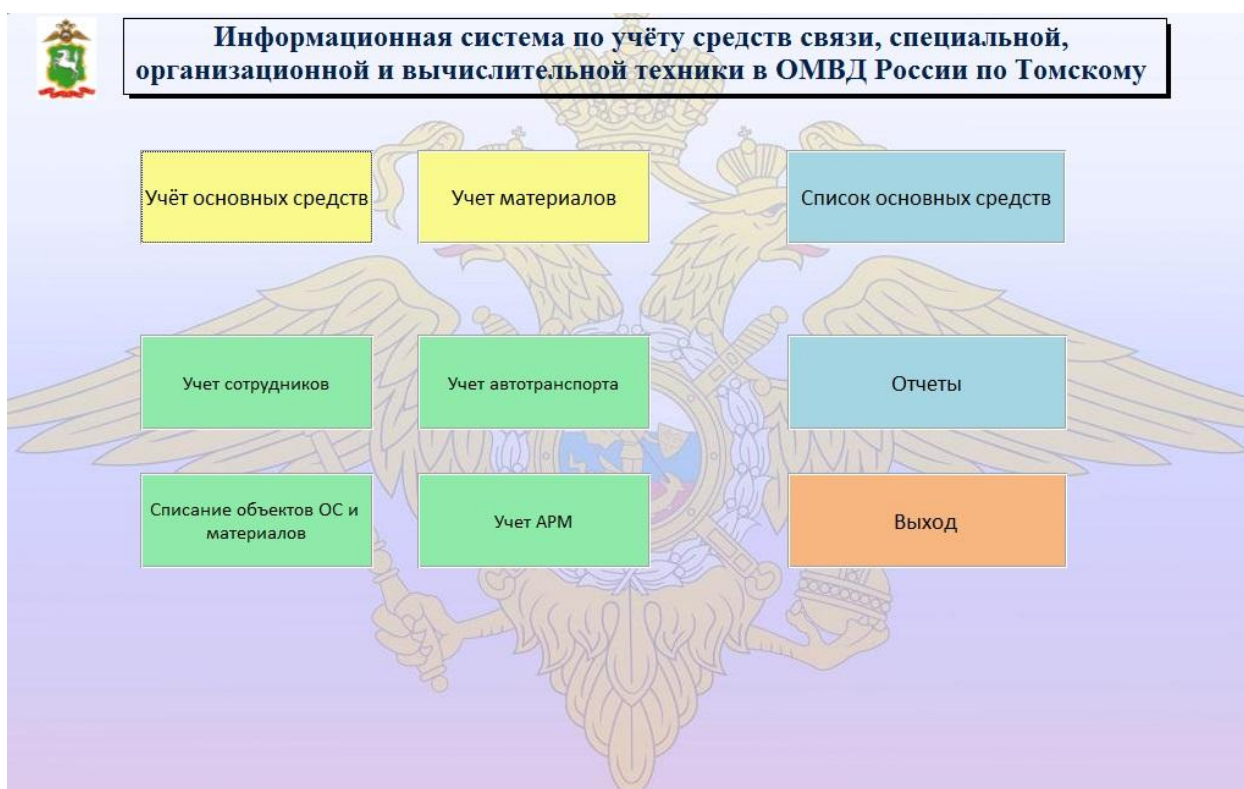 Информационная система по учёту средств связи, специальной,
организационной и вычислительной техники в ОМВД России по Томскому
Учёт основных средств
Учет материалов
Список основных средств
Учет сотрудников
Учет автотранспорта
Отчеты
Списание объектов ОС и
материалов
Учет АРМ
Выход